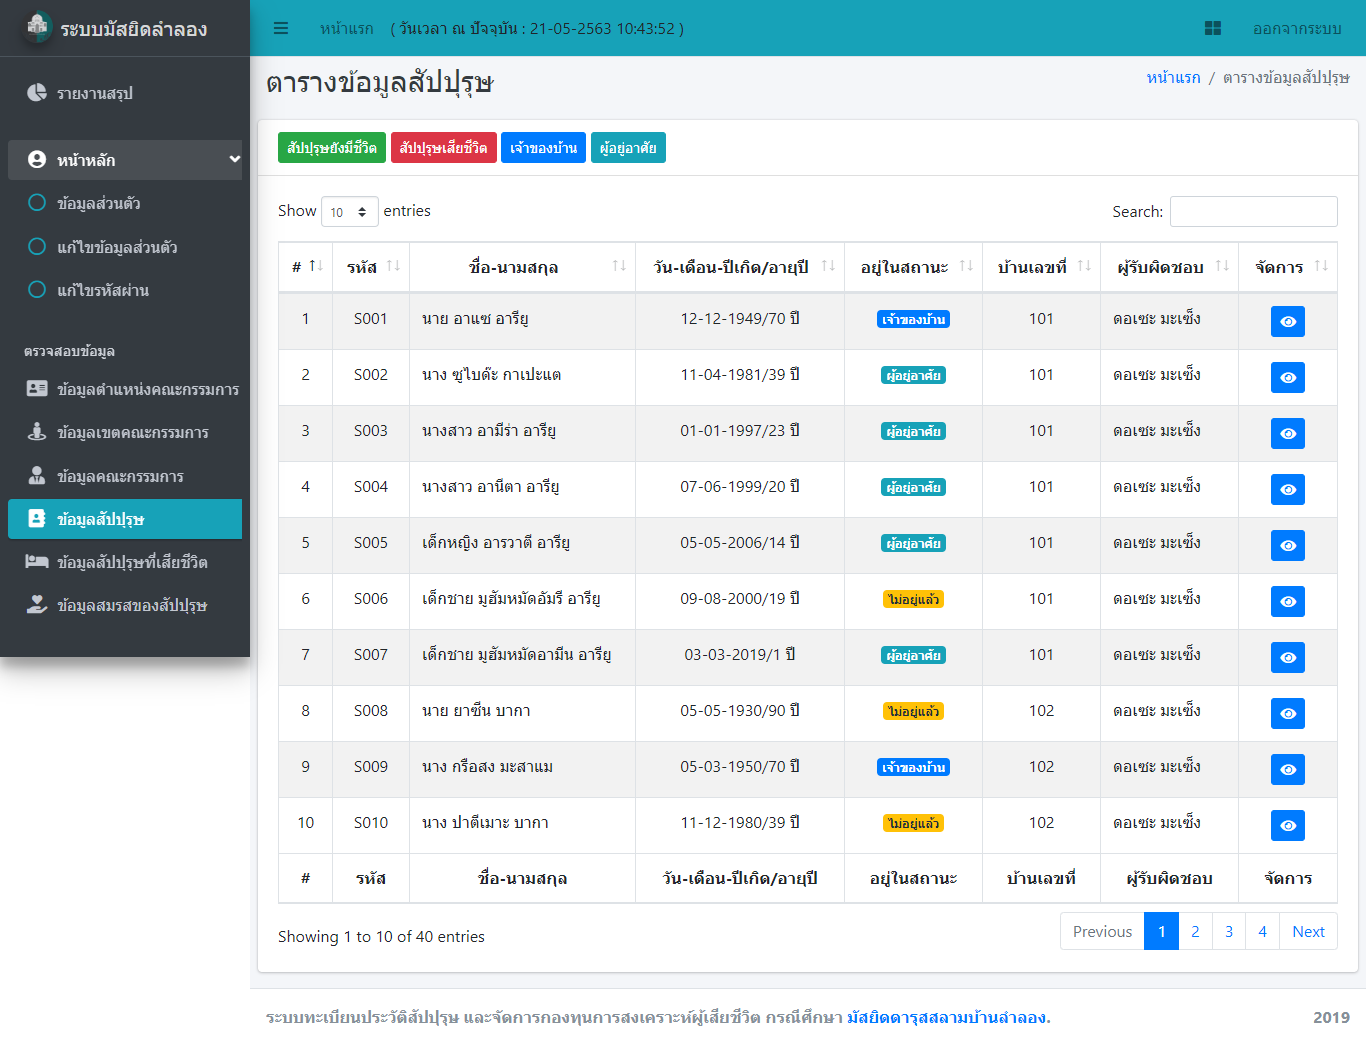 ระบบมัสยิดลำลอง
หน้าแรก ( วันเวลา ณ ปัจจุบัน : 21-05-2563 10:43:52 )
ออกจากระบบ
รายงานสรุป
หน้าหลัก
ข้อมูลส่วนตัว
แก้ไขข้อมูลส่วนตัว
แก้ไขรหัสผ่าน
ตรวจสอบข้อมูล
ข้อมูลตำแหน่งคณะกรรมการ
ข้อมูลเขตคณะกรรมการ
ข้อมูลคณะกรรมการ
ข้อมูลสัปปุรุษ
ข้อมูลสัปปุรุษที่เสียชีวิต
ข้อมูลสมรสของสัปปุรุษ
ตารางข้อมูลสัปปุรุษ
หน้าแรก / ตารางข้อมูลสัปปุรุษ
สัปปุรุษยังมีชีวิต สัปปุรุษเสียชีวิต เจ้าของบ้าน ผู้อยู่อาศัย
Show 10 entries Search:
# รหัส ชื่อ-นามสกุล วัน-เดือน-ปีเกิด/อายุปี อยู่ในสถานะ บ้านเลขที่ ผู้รับผิดชอบ จัดการ
1 S001 นาย อาแซ อารียู 12-12-1949/70 ปี เจ้าของบ้าน 101 ดอเซะ มะเซ็ง
2 S002 นาง ซูไบด๊ะ กาเปะแต 11-04-1981/39 ปี ผู้อยู่อาศัย 101 ดอเซะ มะเซ็ง
3 S003 นางสาว อามีร่า อารียู 01-01-1997/23 ปี ผู้อยู่อาศัย 101 ดอเซะ มะเซ็ง
4 S004 นางสาว อานีตา อารียู 07-06-1999/20 ปี ผู้อยู่อาศัย 101 ดอเซะ มะเซ็ง
5 S005 เด็กหญิง อารวาตี อารียู 05-05-2006/14 ปี ผู้อยู่อาศัย 101 ดอเซะ มะเซ็ง
6 S006 เด็กชาย มูฮัมหมัดอัมรี อารียู 09-08-2000/19 ปี ไม่อยู่แล้ว 101 ดอเซะ มะเซ็ง
7 S007 เด็กชาย มูฮัมหมัดอามีน อารียู 03-03-2019/1 ปี ผู้อยู่อาศัย 101 ดอเซะ มะเซ็ง
8 S008 นาย ยาซีน บากา 05-05-1930/90 ปี ไม่อยู่แล้ว 102 ดอเซะ มะเซ็ง
9 S009 นาง กรือสง มะสาแม 05-03-1950/70 ปี เจ้าของบ้าน 102 ดอเซะ มะเซ็ง
10 S010 นาง ปาตีเมาะ บากา 11-12-1980/39 ปี ไม่อยู่แล้ว 102 ดอเซะ มะเซ็ง
# รหัส ชื่อ-นามสกุล วัน-เดือน-ปีเกิด/อายุปี อยู่ในสถานะ บ้านเลขที่ ผู้รับผิดชอบ จัดการ
Showing 1 to 10 of 40 entries
Previous 1 2 3 4 Next
ระบบทะเบียนประวัติสัปปุรุษ และจัดการกองทุนการสงเคราะห์ผู้เสียชีวิต กรณีศึกษา มัสยิดดารุสสลามบ้านลำลอง. 2019